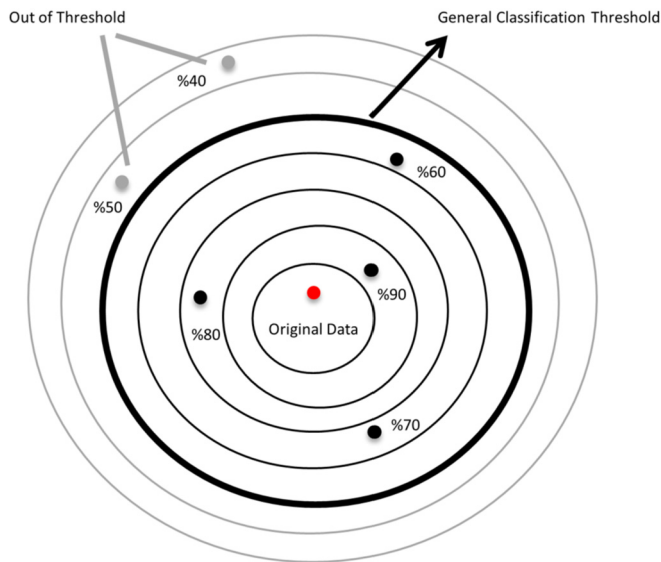 Out of Threshold
General Classification Threshold
%40
%60
%50
%90
Original Data
%80
%70